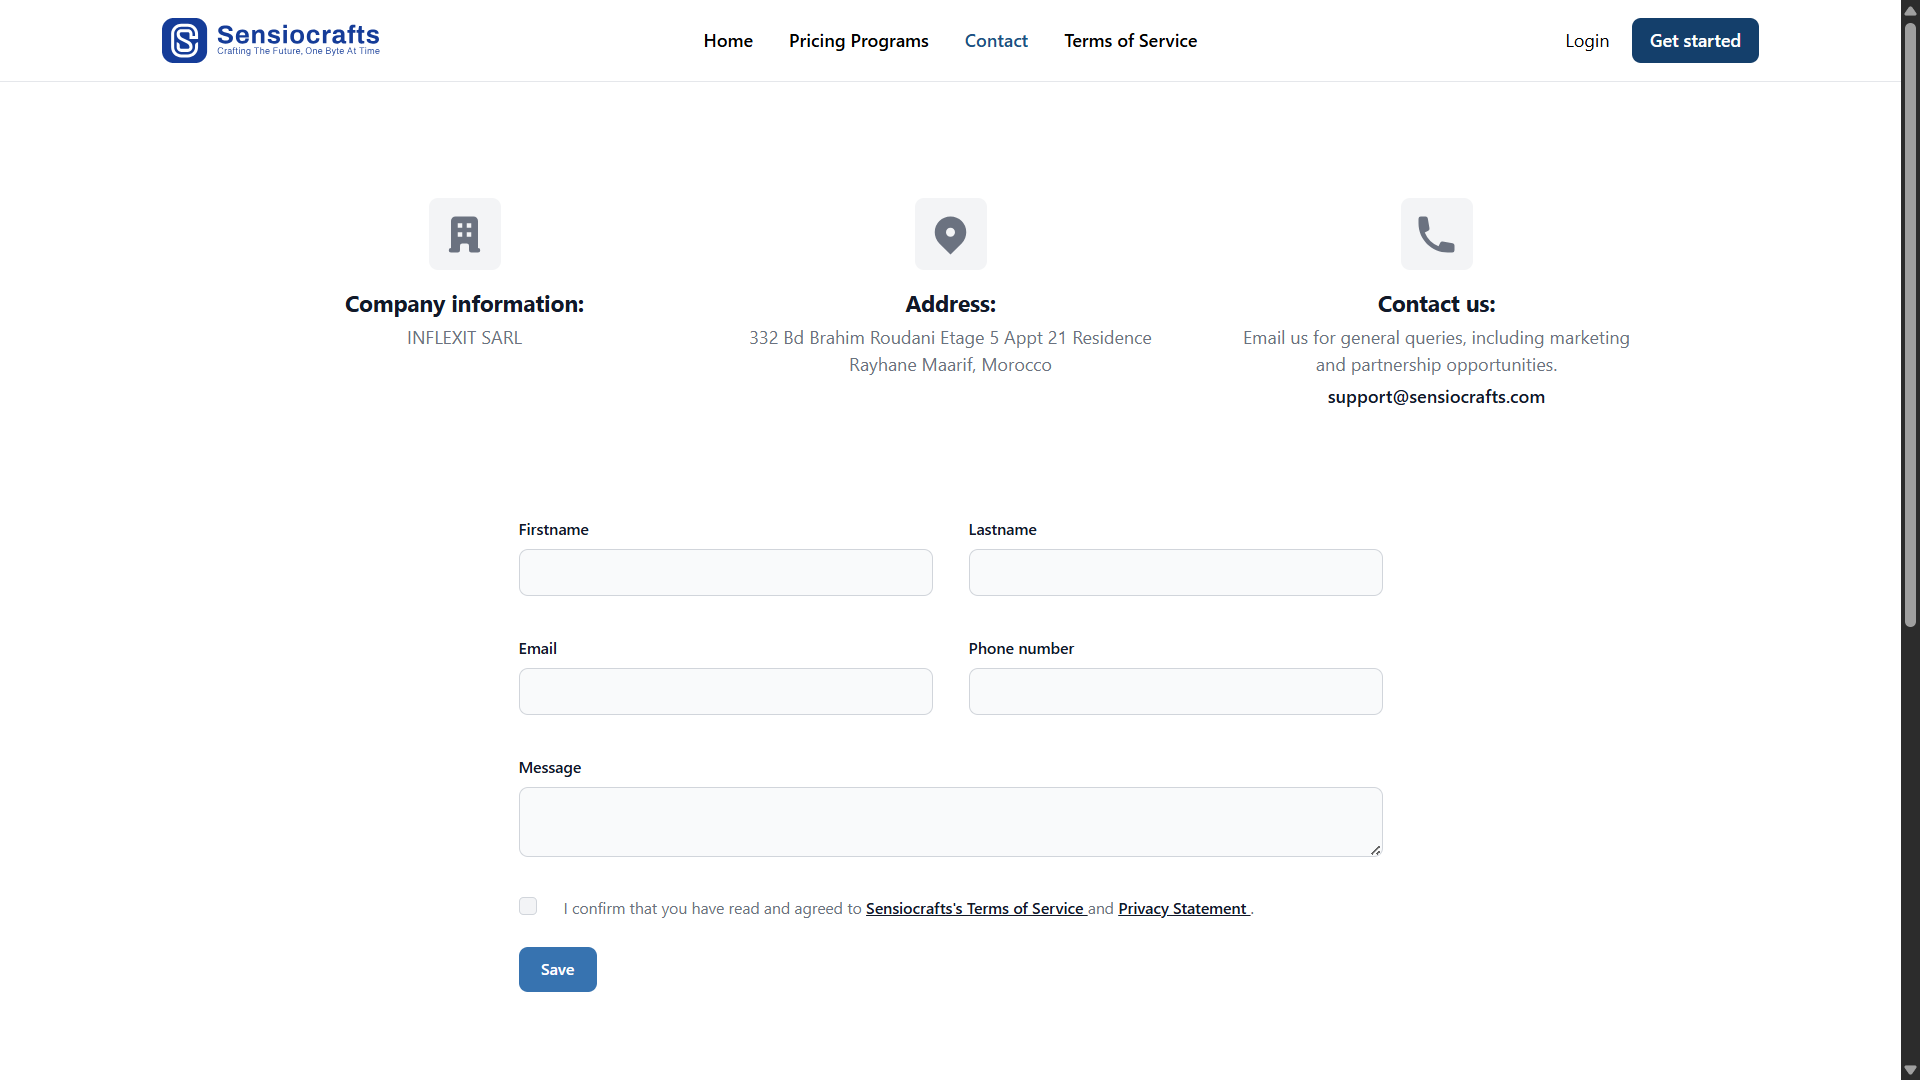 Sensiocrafts
Crafting The Future, One Byte At Time
Home
Pricing Programs
Contact
Terms of Service
Login
Get started
Company information:
INFLEXIT SARL
Address:
332 Bd Brahim Roudani Etage 5 Appt 21 Residence
Rayhane Maarif, Morocco
Contact us:
Email us for general queries, including marketing
and partnership opportunities.
support@sensiocrafts.com
Firstname
Lastname
Email
Phone number
Message
I confirm that you have read and agreed to Sensiocrafts's Terms of Service and Privacy Statement .
Save